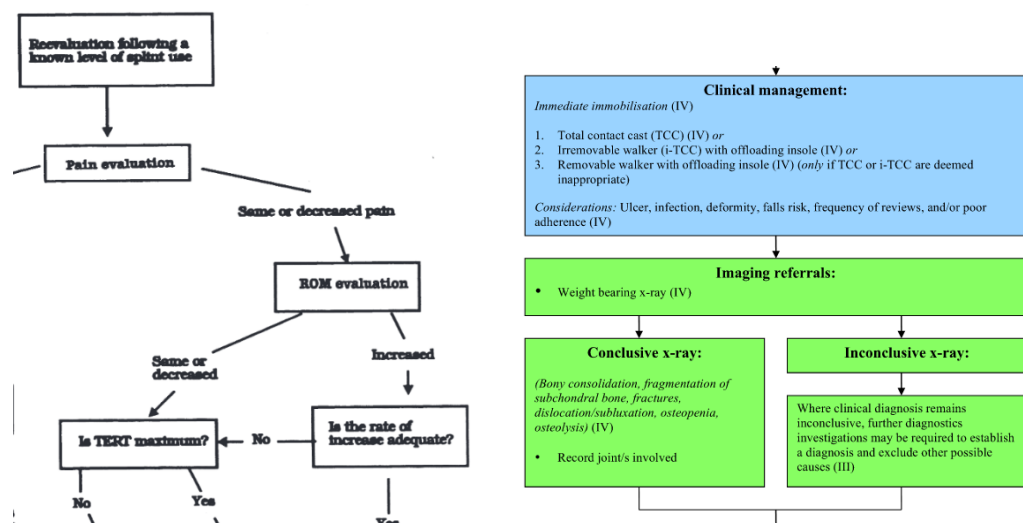 Reevaluation following a
known level of splint use
Pain evaluation
Same or decreased pain
ROM evaluation
Same or
decreased
Increased
Is TERT maximum?
No
Is the rate of
increase adequate?
No
Yes
Yes
Clinical management:
Immediate immobilisation (IV)
1. Total contact cast (TCC) (IV) or
2. Irremovable walker (i-TCC) with offloading insole (IV) or
3. Removable walker with offloading insole (IV) (only if TCC or i-TCC are deemed
inappropriate)
Considerations: Ulcer, infection, deformity, falls risk, frequency of reviews, and/or poor
adherence (IV)
Imaging referrals:
• Weight bearing x-ray (IV)
Conclusive x-ray:
(Bony consolidation, fragmentation of
subchondral bone, fractures,
dislocation/subluxation, osteopenia,
osteolysis) (IV)
• Record joint/s involved
Inconclusive x-ray:
Where clinical diagnosis remains
inconclusive, further diagnostics
investigations may be required to establish
a diagnosis and exclude other possible
causes (III)